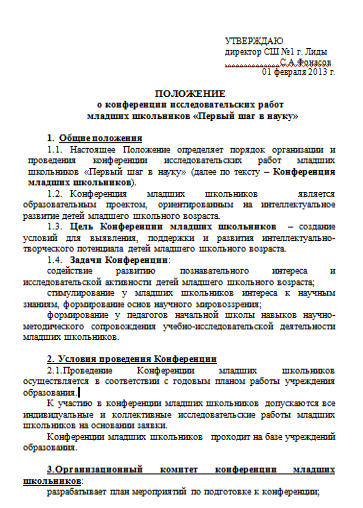 УТВЕРЖДАЮ
директор СШ №1 г. Лиды
С.А.Фонасов
01 февраля 2013 г.
ПОЛОЖЕНИЕ
о конференции исследовательских работ
младших школьников «Первый шаг в науку»
1. Общие положения
1.1. Настоящее Положение определяет порядок организации и
проведения конференции исследовательских работ младших
школьников «Первый шаг в науку» (далее по тексту – Конференция
младших школьников).
1.2. Конференция младших школьников является
образовательным проектом, ориентированным на интеллектуальное
развитие детей младшего школьного возраста.
1.3. Цель Конференции младших школьников – создание
условий для выявления, поддержки и развития интеллектуально-
творческого потенциала детей младшего школьного возраста.
1.4. Задачи Конференции:
содействие развитию познавательного интереса и
исследовательской активности детей младшего школьного возраста;
стимулирование у младших школьников интереса к научным
знаниям, формирование основ научного мировоззрения;
формирование у педагогов начальной школы навыков научно-
методического сопровождения учебно-исследовательской деятельности
младших школьников.
2. Условия проведения Конференции
2.1.Проведение Конференции младших школьников
осуществляется в соответствии с годовым планом работы учреждения
образования.
К участию в конференции младших школьников допускаются все
индивидуальные и коллективные исследовательские работы младших
школьников на основании заявки.
Конференции младших школьников проходит на базе учреждений
образования.
3.Организационный комитет конференции младших
школьников:
разрабатывает план мероприятий по подготовке к конференции;